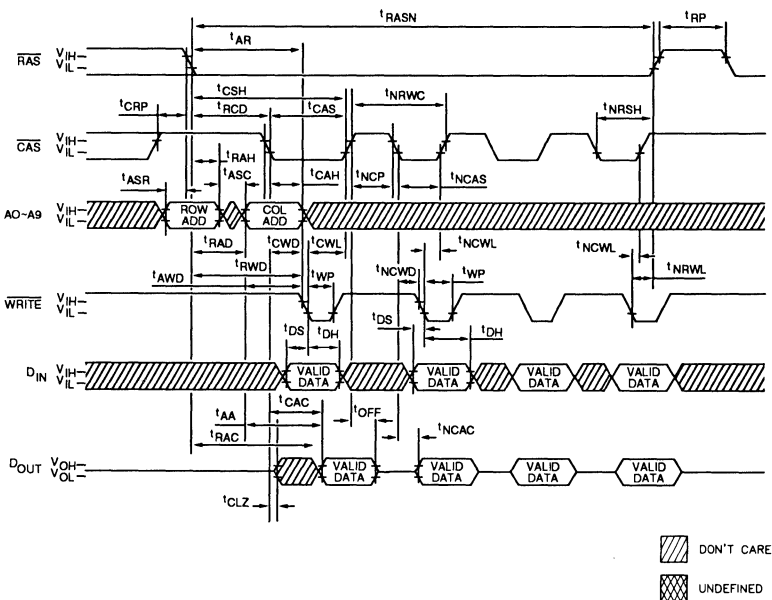 tRASN
tRP
tAR
RAS VIH
VIL
tCSH
tCRP tRCD tCAS tNRWC
tNRSH
CAS VIH
VIL
tRAH
tASR tASC tCAH tNCP tNCAS
A0~A9 VIH
VIL
ROW ADD
COL ADD
tRAD tCWD tCWL tNCWL
tRWD tNCWL
tAWD tWP tNCWD tWP tNRWL
WRITE VIH
VIL
tDS tDH tDS tDH
DIN VIH
VIL
VALID DATA
VALID DATA
VALID DATA
VALID DATA
tCAC
tAA tOFF
tRAC tNCAC
DOUT VOH
VOL
VALID DATA
VALID DATA
VALID DATA
VALID DATA
tCLZ
DON'T CARE
UNDEFINED